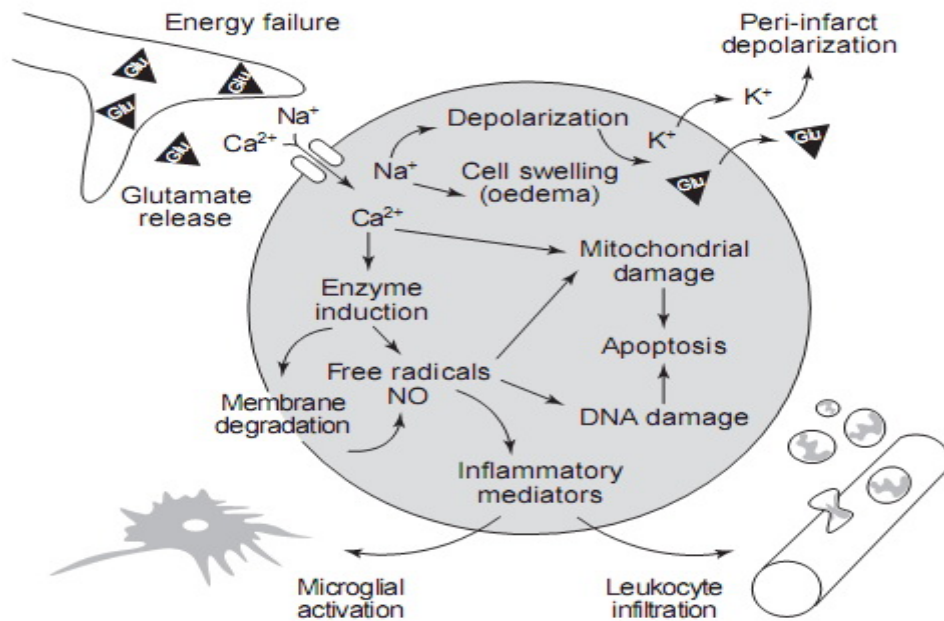 Energy failure
Peri-infarct
depolarization
Glu
Glu
Glu
Glu
Na⁺
Ca²⁺
Glutamate
release
Depolarization
K⁺
K⁺
Glu
Glu
Na⁺
Cell swelling
(oedema)
Ca²⁺
Mitochondrial
damage
Enzyme
induction
Apoptosis
Free radicals
NO
Membrane
degradation
DNA damage
Inflammatory
mediators
Microglial
activation
Leukocyte
infiltration